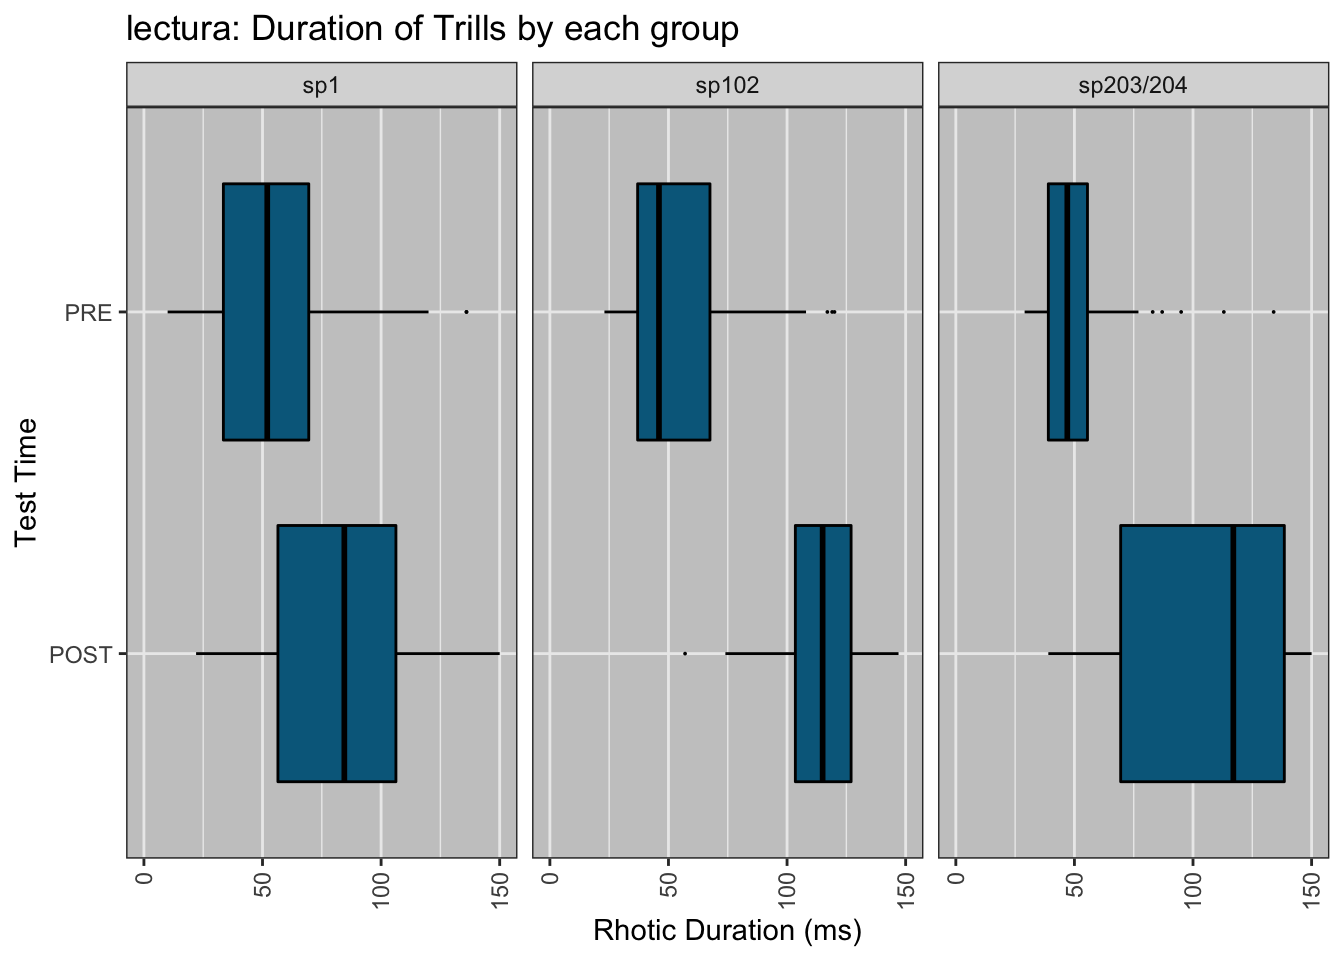 lectura: Duration of Trills by each group
sp1 sp102 sp203/204
PRE
POST
Test Time
0 50 100 150 0 50 100 150 0 50 100 150
Rhotic Duration (ms)